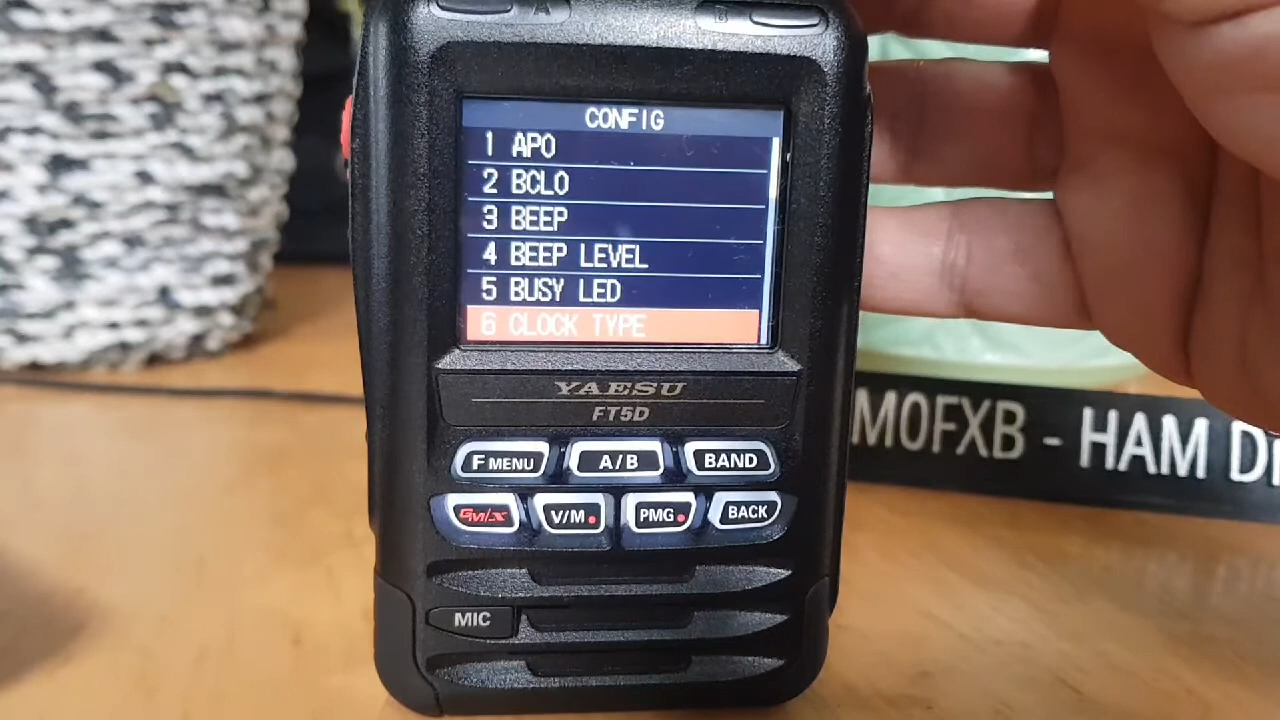 A B
CONFIG
1 APO
2 BCLO
3 BEEP
4 BEEP LEVEL
5 BUSY LED
6 CLOCK TYPE
YAESU
FT5D
F MENU A/B BAND
GM/X V/M PMG BACK
MIC
M0FXB - HAM